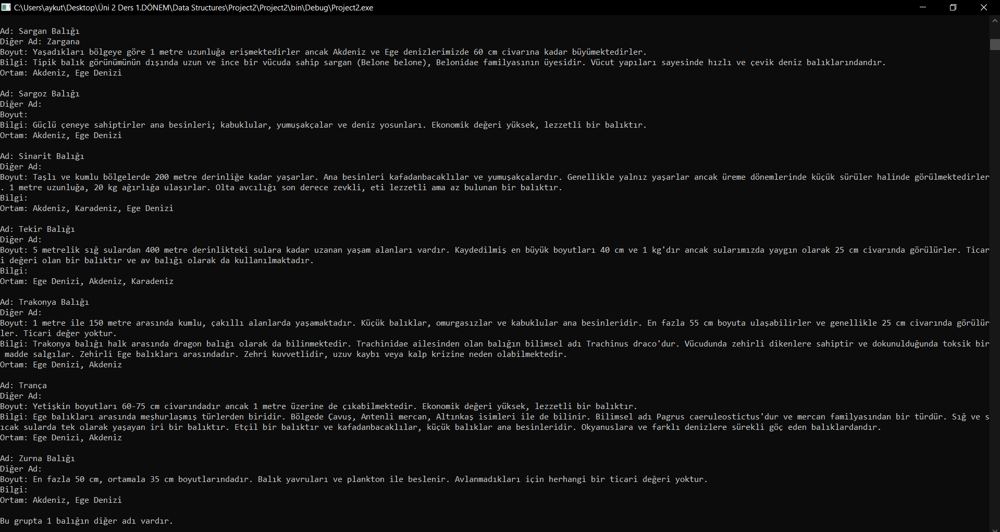 C:\Users\aykut\Desktop\Üni 2 Ders 1.DÖNEM\Data Structures\Project2\Project2\bin\Debug\Project2.exe
Ad: Sargan Balığı
Diğer Ad: Zargana
Boyut: Yaşadıkları bölgeye göre 1 metre uzunluğa erişmektedirler ancak Akdeniz ve Ege denizlerimizde 60 cm civarına kadar büyümektedirler.
Bilgi: Tipik balık görünümünün dışında uzun ve ince bir vücuda sahip sargan (Belone belone), Belonidae familyasının üyesidir. Vücut yapıları sayesinde hızlı ve çevik deniz balıklarındandır.
Ortam: Akdeniz, Ege Denizi
Ad: Sargoz Balığı
Diğer Ad:
Boyut:
Bilgi: Güçlü çeneye sahiptirler ana besinleri; kabuklular, yumuşakçalar ve deniz yosunları. Ekonomik değeri yüksek, lezzetli bir balıktır.
Ortam: Akdeniz, Ege Denizi
Ad: Sinarit Balığı
Diğer Ad:
Boyut: Taşlı ve kumlu bölgelerde 200 metre derinliğe kadar yaşarlar. Ana besinleri kafadanbacaklılar ve yumuşakçalardır. Genellikle yalnız yaşarlar ancak üreme dönemlerinde küçük sürüler halinde görülmektedirler
. 1 metre uzunluğa, 20 kg ağırlığa ulaşırlar. Olta avcılığı son derece zevkli, eti lezzetli ama az bulunan bir balıktır.
Bilgi:
Ortam: Akdeniz, Karadeniz, Ege Denizi
Ad: Tekir Balığı
Diğer Ad:
Boyut: 5 metrelik sığ sulardan 400 metre derinlikteki sulara kadar uzanan yaşam alanları vardır. Kaydedilmiş en büyük boyutları 40 cm ve 1 kg'dır ancak sularımızda yaygın olarak 25 cm civarında görülürler. Ticar
i değeri olan bir balıktır ve av balığı olarak da kullanılmaktadır.
Bilgi:
Ortam: Ege Denizi, Akdeniz, Karadeniz
Ad: Trakonya Balığı
Diğer Ad:
Boyut: 1 metre ile 150 metre arasında kumlu, çakıllı alanlarda yaşamaktadır. Küçük balıklar, omurgasızlar ve kabuklular ana besinleridir. En fazla 55 cm boyuta ulaşabilirler ve genellikle 25 cm civarında görülür
ler. Ticari değer yoktur.
Bilgi: Trakonya balığı halk arasında dragon balığı olarak da bilinmektedir. Trachinidae ailesinden olan balığın bilimsel adı Trachinus draco'dur. Vücudunda zehirli dikenlere sahiptir ve dokunulduğunda toksik bir
madde salgılar. Zehirli Ege balıkları arasındadır. Zehri kuvvetlidir, uzuv kaybı veya kalp krizine neden olabilmektedir.
Ortam: Ege Denizi, Akdeniz
Ad: Trança
Diğer Ad:
Boyut: Yetişkin boyutları 60-75 cm civarındadır ancak 1 metre üzerine de çıkabilmektedir. Ekonomik değeri yüksek, lezzetli bir balıktır.
Bilgi: Ege balıkları arasında meşhurlaşmış türlerden biridir. Bölgede Çavuş, Antenli mercan, Altınkaş isimleri ile de bilinir. Bilimsel adı Pagrus caeruleostictus'dur ve mercan familyasından bir türdür. Sığ ve s
ıcak sularda tek olarak yaşayan iri bir balıktır. Etçil bir balıktır ve kafadanbacaklılar, küçük balıklar ana besinleridir. Okyanuslara ve farklı denizlere sürekli göç eden balıklardandır.
Ortam: Ege Denizi, Akdeniz
Ad: Zurna Balığı
Diğer Ad:
Boyut: En fazla 50 cm, ortamala 35 cm boyutlarındadır. Balık yavruları ve plankton ile beslenir. Avlanmadıkları için herhangi bir ticari değeri yoktur.
Bilgi:
Ortam: Akdeniz, Ege Denizi
Bu grupta 1 balığın diğer adı vardır.